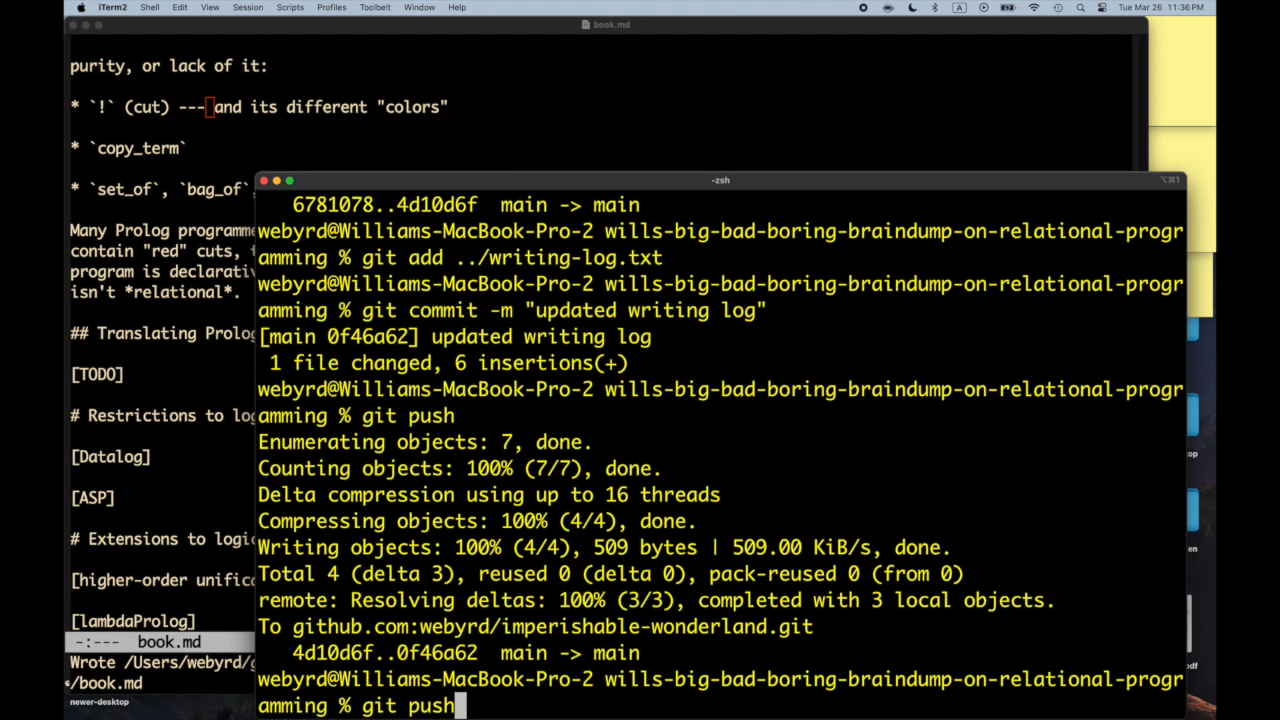 iTerm2 Shell Edit View Session Scripts Profiles Toolbelt Window Help A Tue Mar 26 11:36 PM
book.md
purity, or lack of it:
* `!` (cut) --- and its different "colors"
* `copy_term`
* `set_of`, `bag_of`,
Many Prolog programme
contain "red" cuts,
program is declarativ
isn't *relational*.
## Translating Prolog
[TODO]
# Restrictions to log
[Datalog]
[ASP]
# Extensions to logic
[higher-order unific
[lambdaProlog]
-:--- book.md
Wrote /Users/webyrd/g
/book.md
newer-desktop
-zsh ⌥⌘1
6781078..4d10d6f main -> main
webyrd@Williams-MacBook-Pro-2 wills-big-bad-boring-braindump-on-relational-progr
amming % git add ../writing-log.txt
webyrd@Williams-MacBook-Pro-2 wills-big-bad-boring-braindump-on-relational-progr
amming % git commit -m "updated writing log"
[main 0f46a62] updated writing log
1 file changed, 6 insertions(+)
webyrd@Williams-MacBook-Pro-2 wills-big-bad-boring-braindump-on-relational-progr
amming % git push
Enumerating objects: 7, done.
Counting objects: 100% (7/7), done.
Delta compression using up to 16 threads
Compressing objects: 100% (4/4), done.
Writing objects: 100% (4/4), 509 bytes | 509.00 KiB/s, done.
Total 4 (delta 3), reused 0 (delta 0), pack-reused 0 (from 0)
remote: Resolving deltas: 100% (3/3), completed with 3 local objects.
To github.com:webyrd/imperishable-wonderland.git
4d10d6f..0f46a62 main -> main
webyrd@Williams-MacBook-Pro-2 wills-big-bad-boring-braindump-on-relational-progr
amming % git push
op
en
df